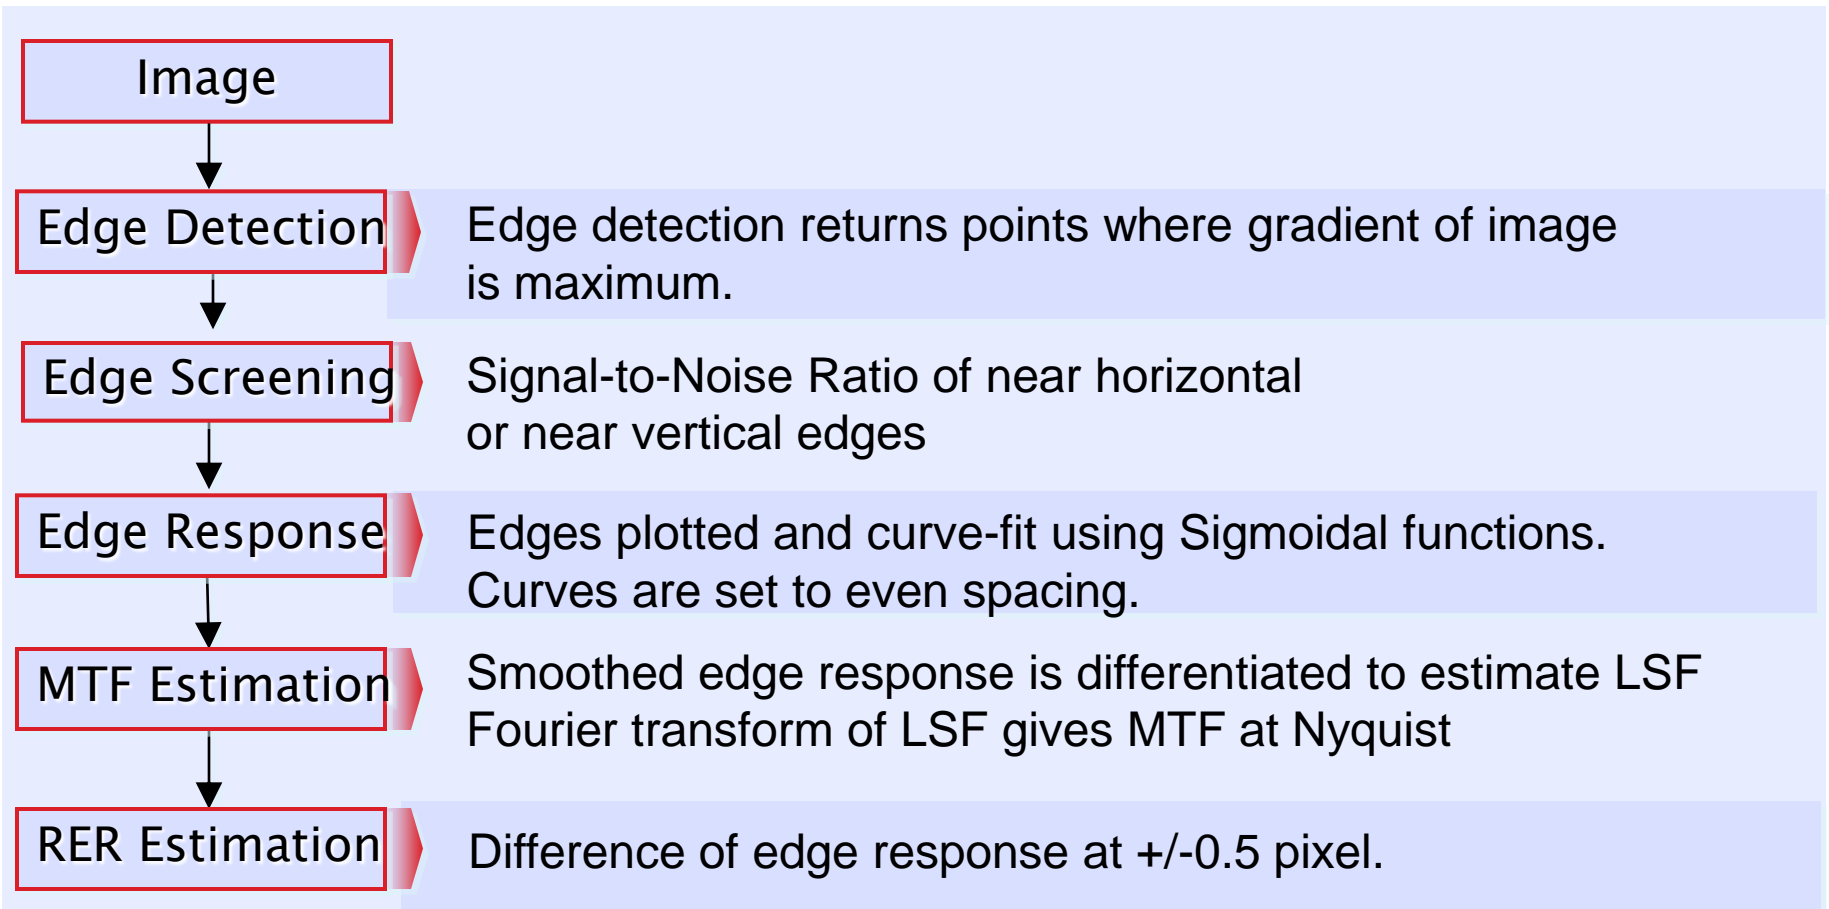 Image
Edge Detection
Edge detection returns points where gradient of image
is maximum.
Edge Screening
Signal-to-Noise Ratio of near horizontal
or near vertical edges
Edge Response
Edges plotted and curve-fit using Sigmoidal functions.
Curves are set to even spacing.
MTF Estimation
Smoothed edge response is differentiated to estimate LSF
Fourier transform of LSF gives MTF at Nyquist
RER Estimation
Difference of edge response at +/-0.5 pixel.